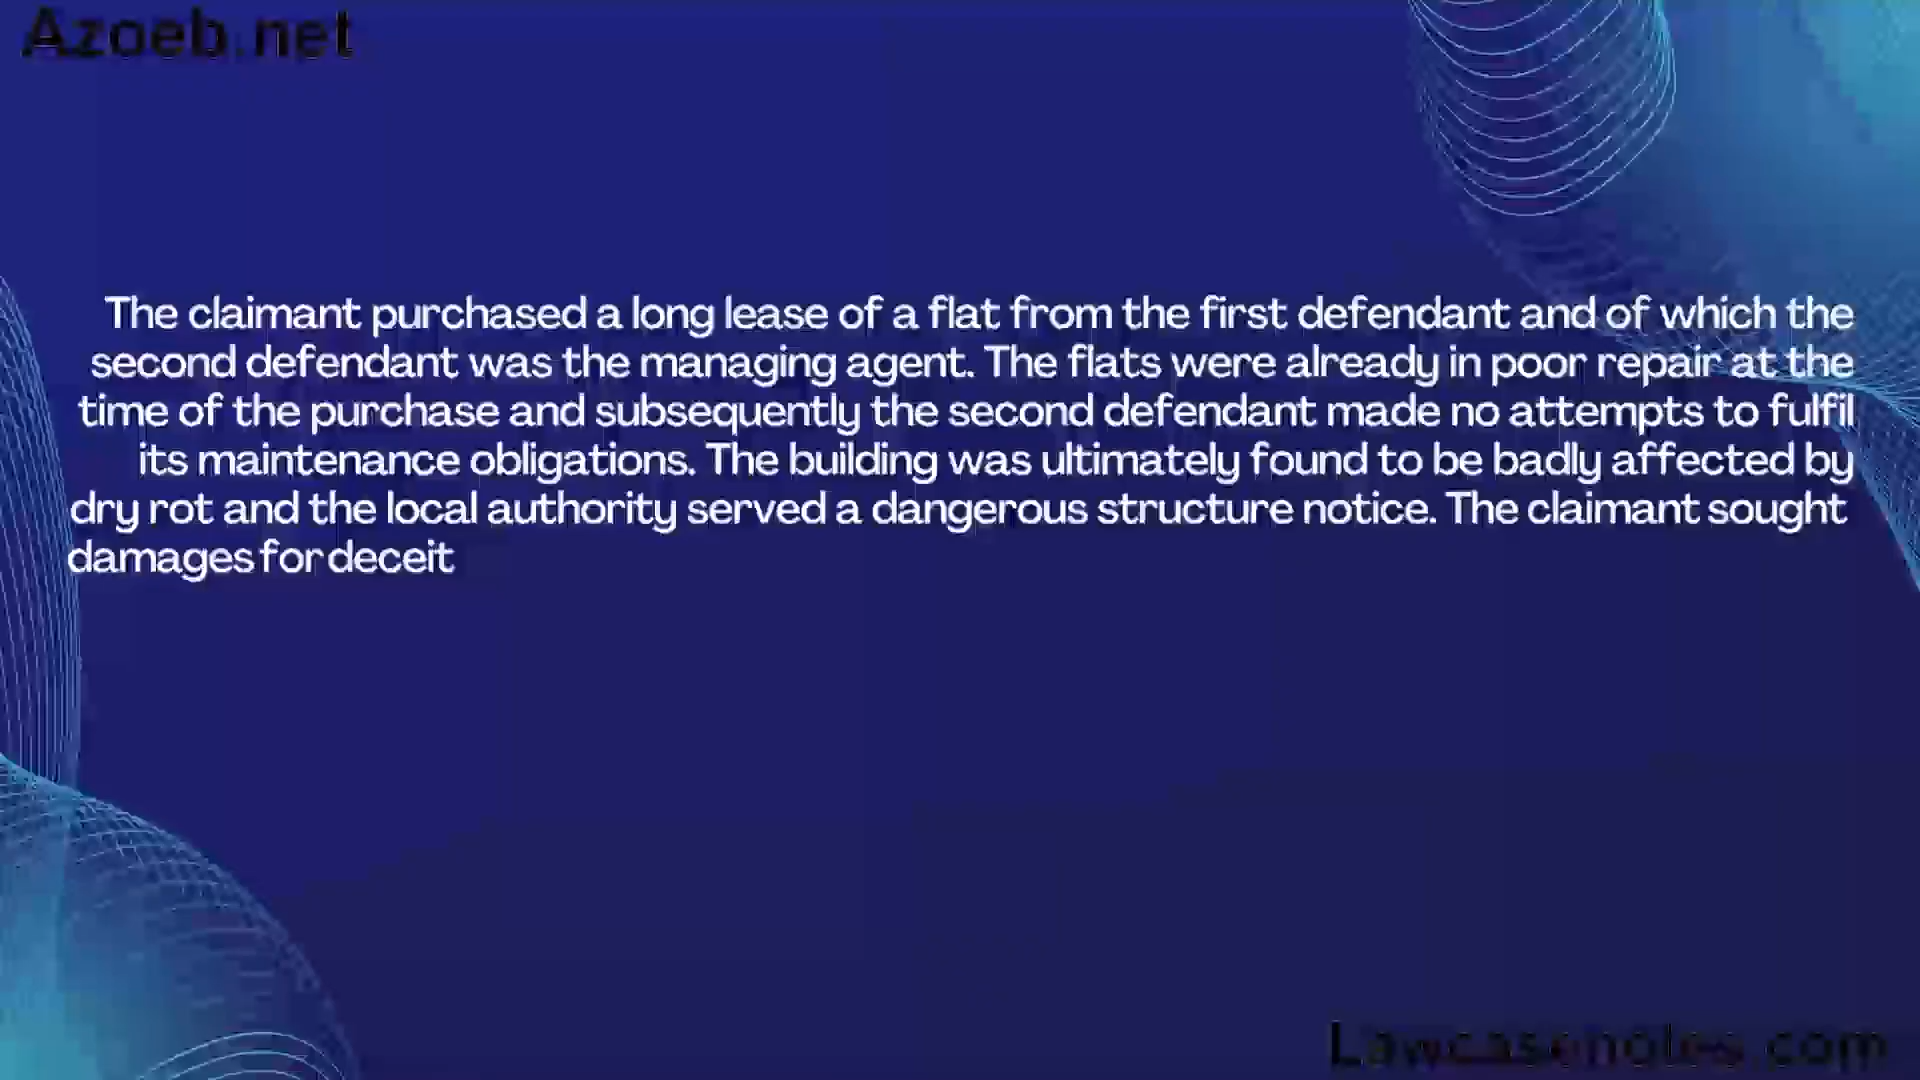 Azoeb.net
The claimant purchased a long lease of a flat from the first defendant and of which the
second defendant was the managing agent. The flats were already in poor repair at the
time of the purchase and subsequently the second defendant made no attempts to fulfil
its maintenance obligations. The building was ultimately found to be badly affected by
dry rot and the local authority served a dangerous structure notice. The claimant sought
damages for deceit
Lawcasenotes.com